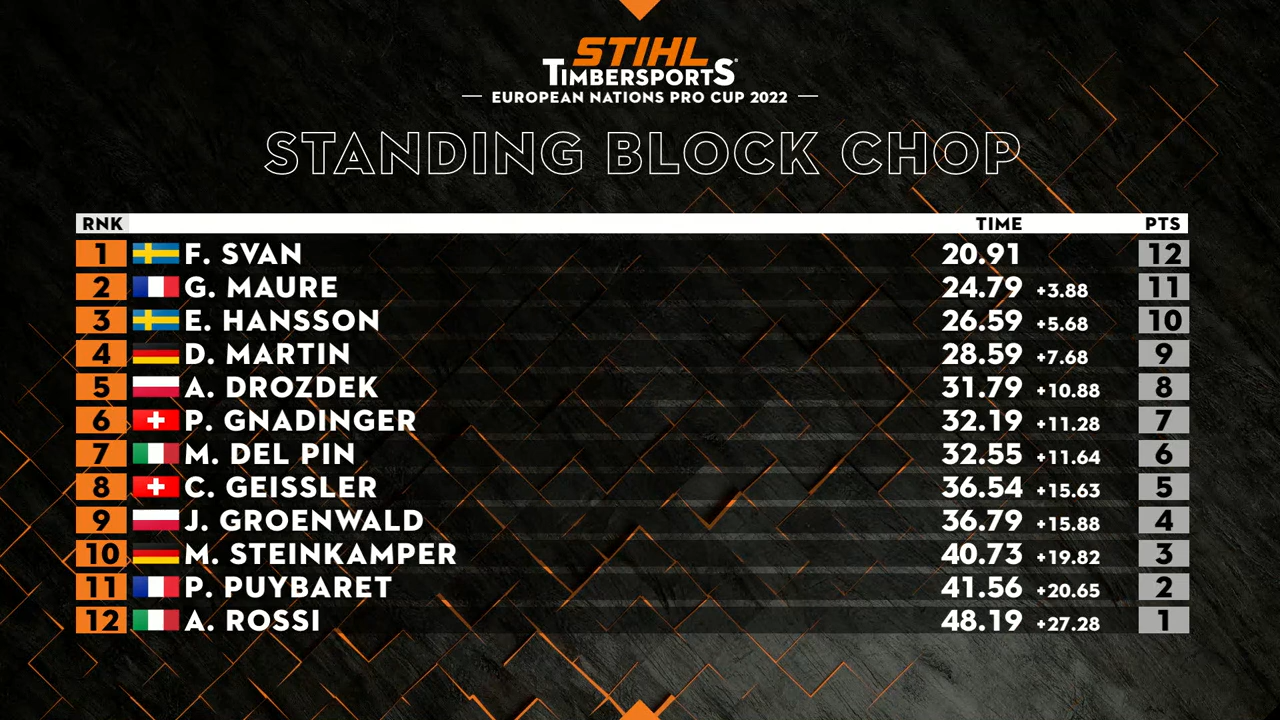 STIHL
TIMBERSPORTS®
EUROPEAN NATIONS PRO CUP 2022
STANDING BLOCK CHOP
RNK TIME PTS
1 F. SVAN 20.91 12
2 G. MAURE 24.79 +3.88 11
3 E. HANSSON 26.59 +5.68 10
4 D. MARTIN 28.59 +7.68 9
5 A. DROZDEK 31.79 +10.88 8
6 P. GNADINGER 32.19 +11.28 7
7 M. DEL PIN 32.55 +11.64 6
8 C. GEISSLER 36.54 +15.63 5
9 J. GROENWALD 36.79 +15.88 4
10 M. STEINKAMPER 40.73 +19.82 3
11 P. PUYBARET 41.56 +20.65 2
12 A. ROSSI 48.19 +27.28 1